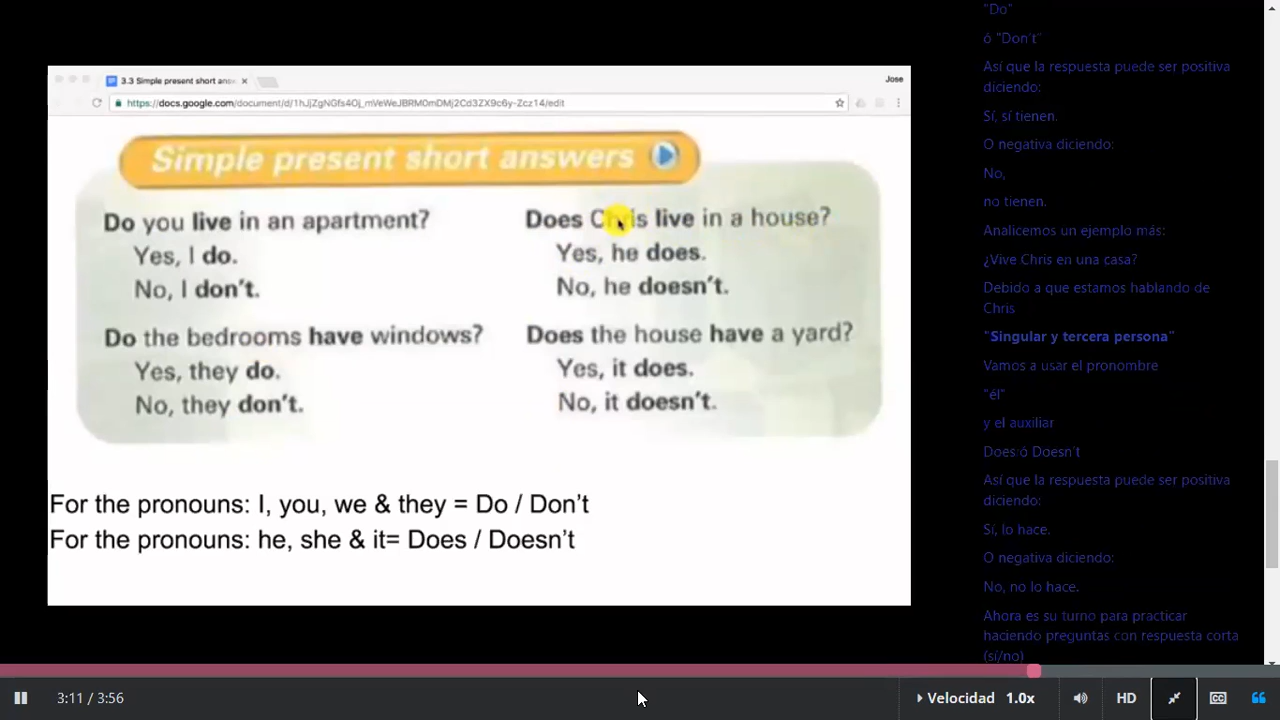 3.3 Simple present short answ
Jose
https://docs.google.com/document/d/1hJjZgNGfs4Oj_mVeWeJBRM0mDMj2Cd3ZX9c6y-Zcz14/edit
Simple present short answers
Do you live in an apartment?
Yes, I do.
No, I don't.
Do the bedrooms have windows?
Yes, they do.
No, they don't.
Does Chris live in a house?
Yes, he does.
No, he doesn't.
Does the house have a yard?
Yes, it does.
No, it doesn't.
For the pronouns: I, you, we & they = Do / Don't
For the pronouns: he, she & it= Does / Doesn't
"Do"
ó "Don't"
Así que la respuesta puede ser positiva
diciendo:
Sí, sí tienen.
O negativa diciendo:
No,
no tienen.
Analicemos un ejemplo más:
¿Vive Chris en una casa?
Debido a que estamos hablando de
Chris
"Singular y tercera persona"
Vamos a usar el pronombre
"él"
y el auxiliar
Does ó Doesn't
Así que la respuesta puede ser positiva
diciendo:
Sí, lo hace.
O negativa diciendo:
No, no lo hace.
Ahora es su turno para practicar
haciendo preguntas con respuesta corta
(sí/no)
3:11 / 3:56
Velocidad 1.0x
HD
CC